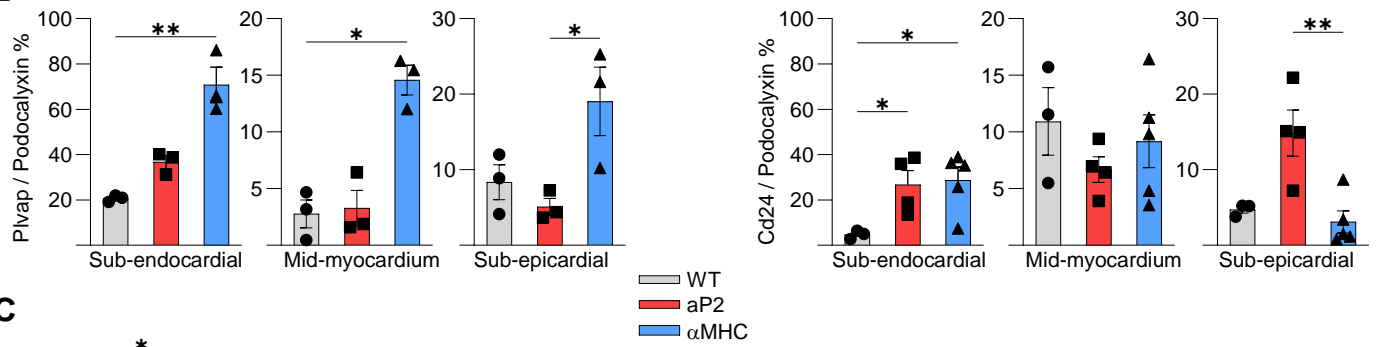 Plvap / Podocalyxin %
100
80
60
40
20
**
Sub-endocardial
20
15
10
5
*
Mid-myocardium
30
20
10
*
Sub-epicardial
Cd24 / Podocalyxin %
100
80
60
40
20
*
*
Sub-endocardial
20
15
10
5
Mid-myocardium
30
20
10
**
Sub-epicardial
WT
aP2
αMHC
C
*